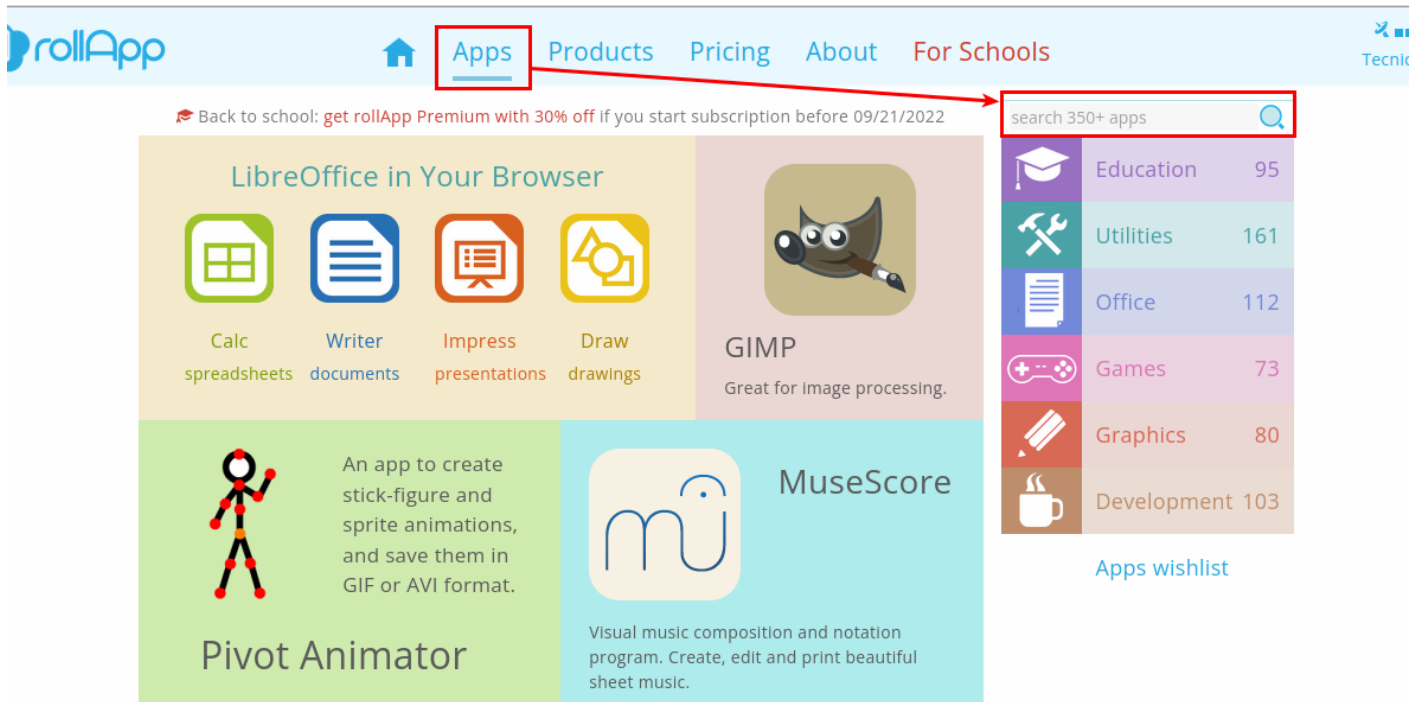 rollApp
Apps Products Pricing About For Schools
Back to school: get rollApp Premium with 30% off if you start subscription before 09/21/2022
search 350+ apps
LibreOffice in Your Browser
Calc
spreadsheets
Writer
documents
Impress
presentations
Draw
drawings
GIMP
Great for image processing.
An app to create
stick-figure and
sprite animations,
and save them in
GIF or AVI format.
Pivot Animator
MuseScore
Visual music composition and notation
program. Create, edit and print beautiful
sheet music.
Education 95
Utilities 161
Office 112
Games 73
Graphics 80
Development 103
Apps wishlist